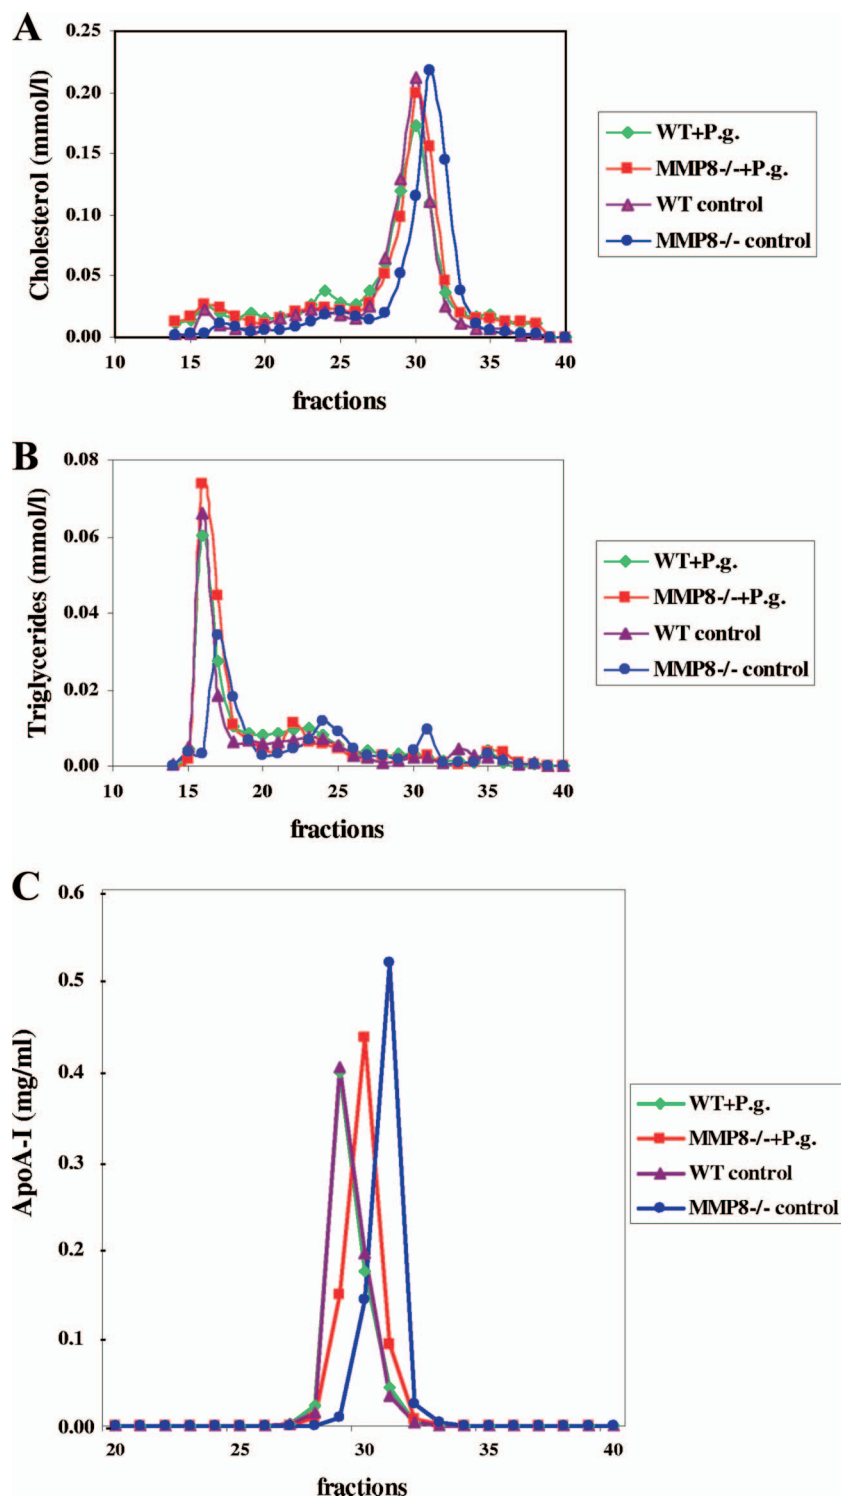 A
Cholesterol (mmol/l)
0.25
0.20
0.15
0.10
0.05
0.00
10 15 20 25 30 35 40
fractions
WT+P.g.
MMP8-/-+P.g.
WT control
MMP8-/- control
B
Triglycerides (mmol/l)
0.08
0.06
0.04
0.02
0.00
10 15 20 25 30 35 40
fractions
WT+P.g.
MMP8-/-+P.g.
WT control
MMP8-/- control
C
ApoA-I (mg/ml)
0.6
0.5
0.4
0.3
0.2
0.1
0.00
20 25 30 35 40
fractions
WT+P.g.
MMP8-/-+P.g.
WT control
MMP8-/- control